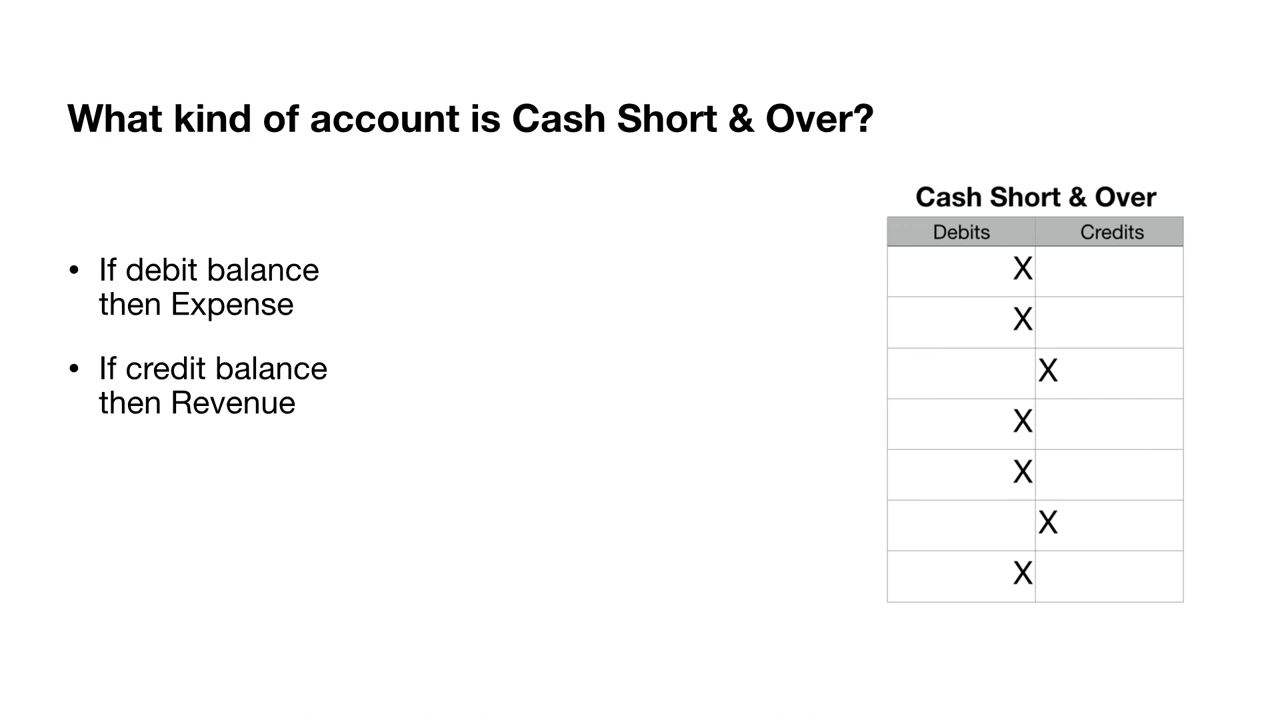 What kind of account is Cash Short & Over?
• If debit balance
then Expense
• If credit balance
then Revenue
Cash Short & Over
Debits Credits
X
X
X
X
X
X
X